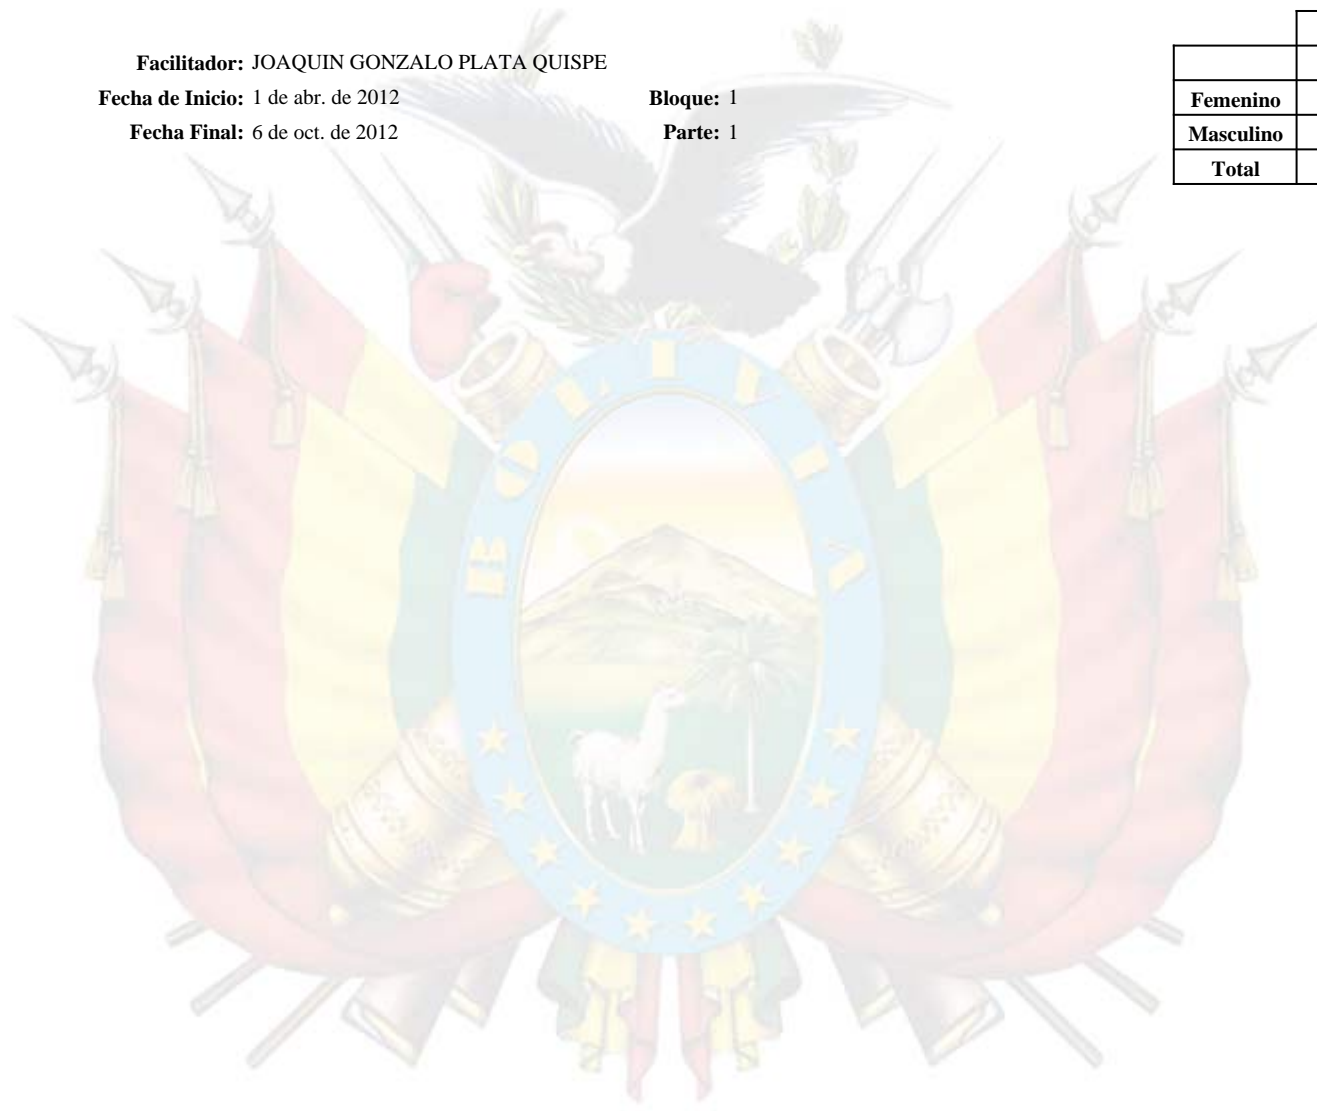 Facilitador: JOAQUIN GONZALO PLATA QUISPE
Fecha de Inicio: 1 de abr. de 2012 Bloque: 1
Fecha Final: 6 de oct. de 2012 Parte: 1
Femenino
Masculino
Total
BOLIVIA